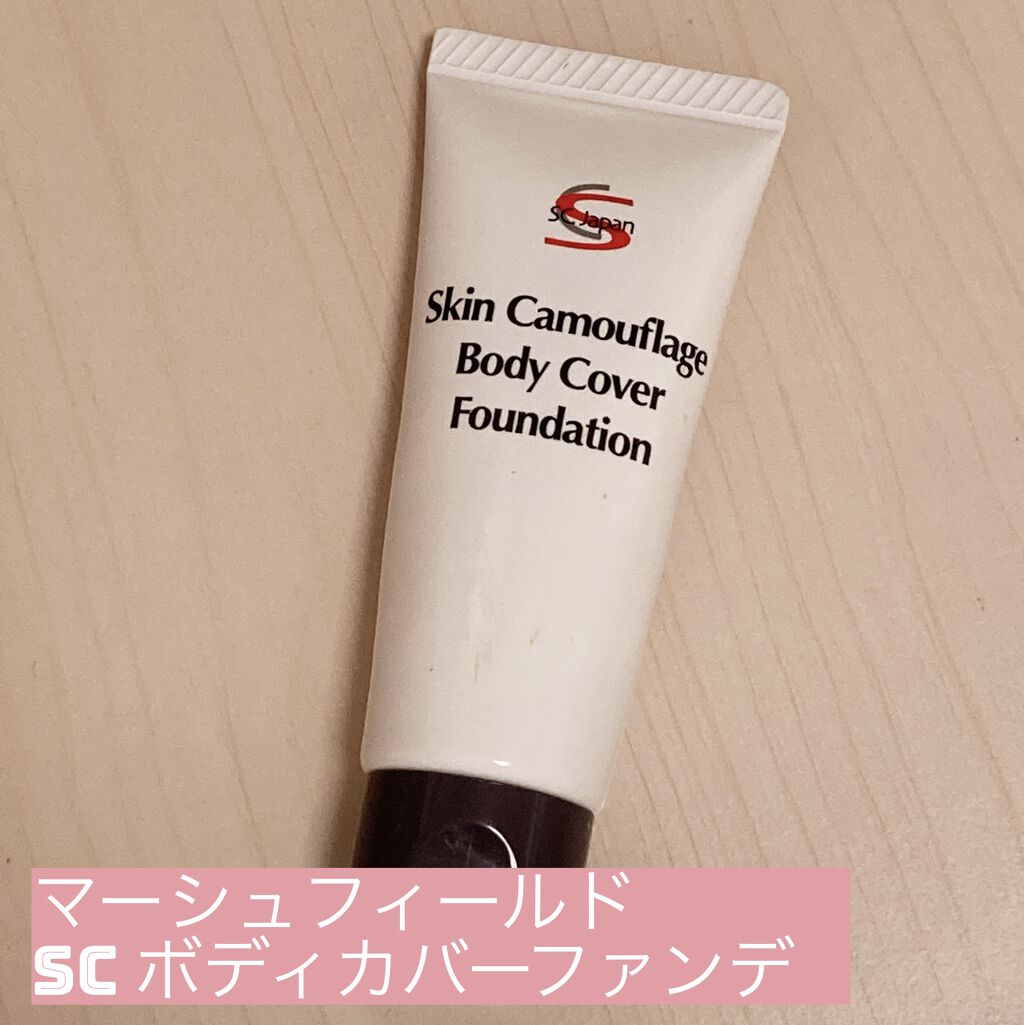 SC Japan
Skin Camouflage
Body Cover
Foundation
マーシュフィールド
SC ボディカバーファンデ